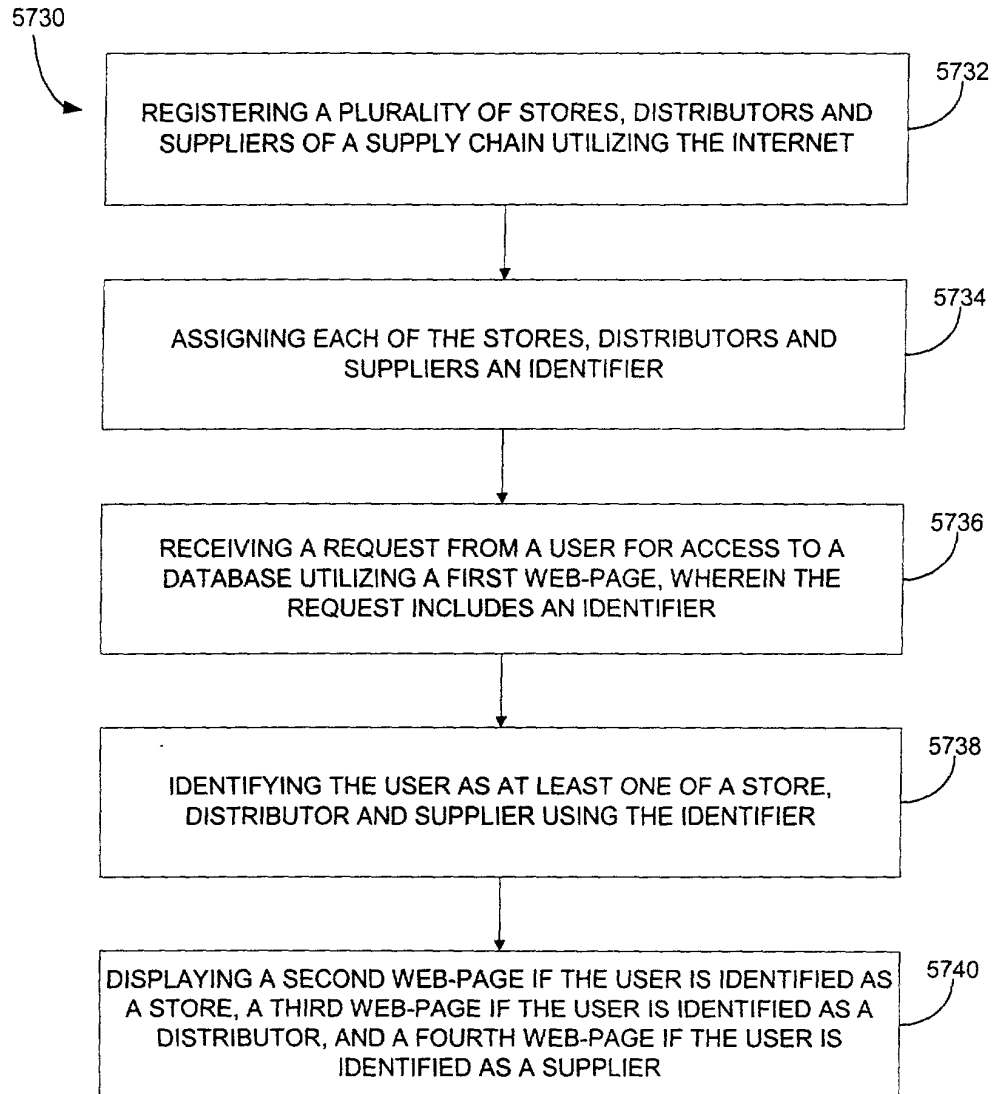 5730
5732
REGISTERING A PLURALITY OF STORES, DISTRIBUTORS AND
SUPPLIERS OF A SUPPLY CHAIN UTILIZING THE INTERNET
5734
ASSIGNING EACH OF THE STORES, DISTRIBUTORS AND
SUPPLIERS AN IDENTIFIER
5736
RECEIVING A REQUEST FROM A USER FOR ACCESS TO A
DATABASE UTILIZING A FIRST WEB-PAGE, WHEREIN THE
REQUEST INCLUDES AN IDENTIFIER
5738
IDENTIFYING THE USER AS AT LEAST ONE OF A STORE,
DISTRIBUTOR AND SUPPLIER USING THE IDENTIFIER
5740
DISPLAYING A SECOND WEB-PAGE IF THE USER IS IDENTIFIED AS
A STORE, A THIRD WEB-PAGE IF THE USER IS IDENTIFIED AS A
DISTRIBUTOR, AND A FOURTH WEB-PAGE IF THE USER IS
IDENTIFIED AS A SUPPLIER